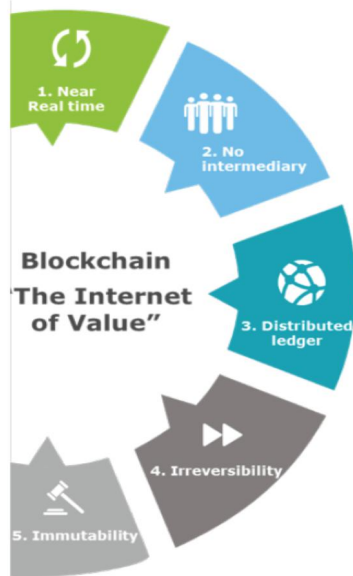 1. Near
Real time
2. No
intermediary
Blockchain
"The Internet
of Value”
3. Distributed
ledger
4. Irreversibility
5. Immutability